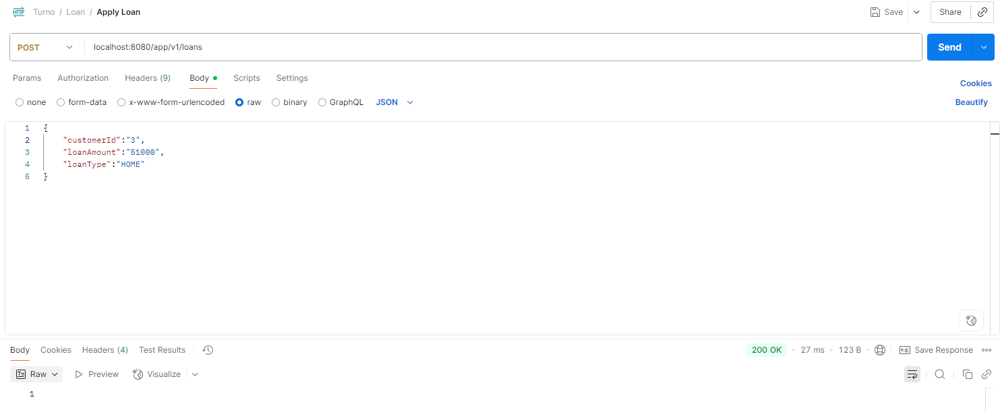 HTTP Turno / Loan / Apply Loan Save Share
POST localhost:8080/app/v1/loans Send
Params Authorization Headers (9) Body Scripts Settings Cookies
none form-data x-www-form-urlencoded raw binary GraphQL JSON Beautify
1 {
2 "customerId":"3",
3 "loanAmount":"51000",
4 "loanType":"HOME"
5 }
Body Cookies Headers (4) Test Results 200 OK • 27 ms • 123 B • e.g. Save Response
Raw Preview Visualize
1